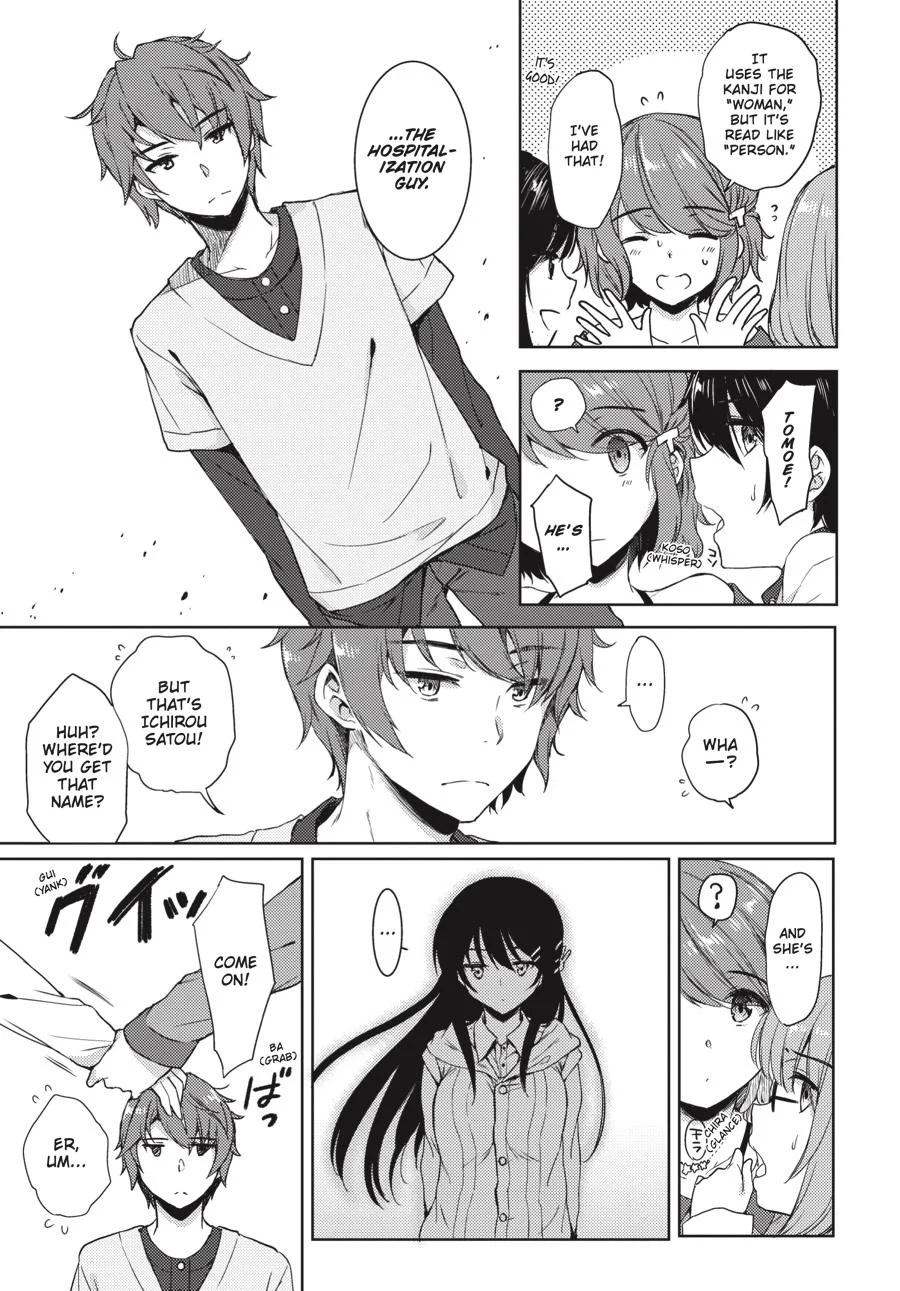 IT
USES THE
KANJI FOR
"WOMAN,"
BUT IT'S
READ LIKE
"PERSON."
I'VE
HAD
THAT!
IT'S
GOOD!
?
TOMOE!
?
HE'S
...
KOSO
(WHISPER)
...THE
HOSPITAL-
IZATION
GUY.
WHA
—?
...
BUT
THAT'S
ICHIROU
SATOU!
HUH?
WHERE'D
YOU GET
THAT
NAME?
AND
SHE'S
...
?
CHIRA
(GLANCE)
チラ
...
COME
ON!
グイッ
GUI
(YANK)
BA
(GRAB)
ばっ
ER,
UM...